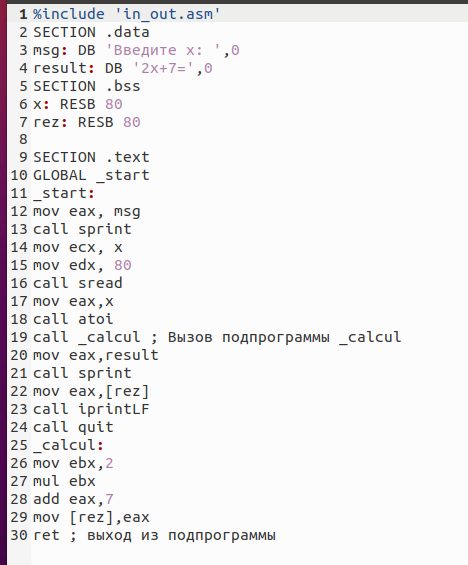 1 %include 'in_out.asm'
2 SECTION .data
3 msg: DB 'Введите x: ',0
4 result: DB '2x+7=',0
5 SECTION .bss
6 x: RESB 80
7 rez: RESB 80
8
9 SECTION .text
10 GLOBAL _start
11 _start:
12 mov eax, msg
13 call sprint
14 mov ecx, x
15 mov edx, 80
16 call sread
17 mov eax,x
18 call atoi
19 call _calcul ; Вызов подпрограммы _calcul
20 mov eax,result
21 call sprint
22 mov eax,[rez]
23 call iprintLF
24 call quit
25 _calcul:
26 mov ebx,2
27 mul ebx
28 add eax,7
29 mov [rez],eax
30 ret ; выход из подпрограммы